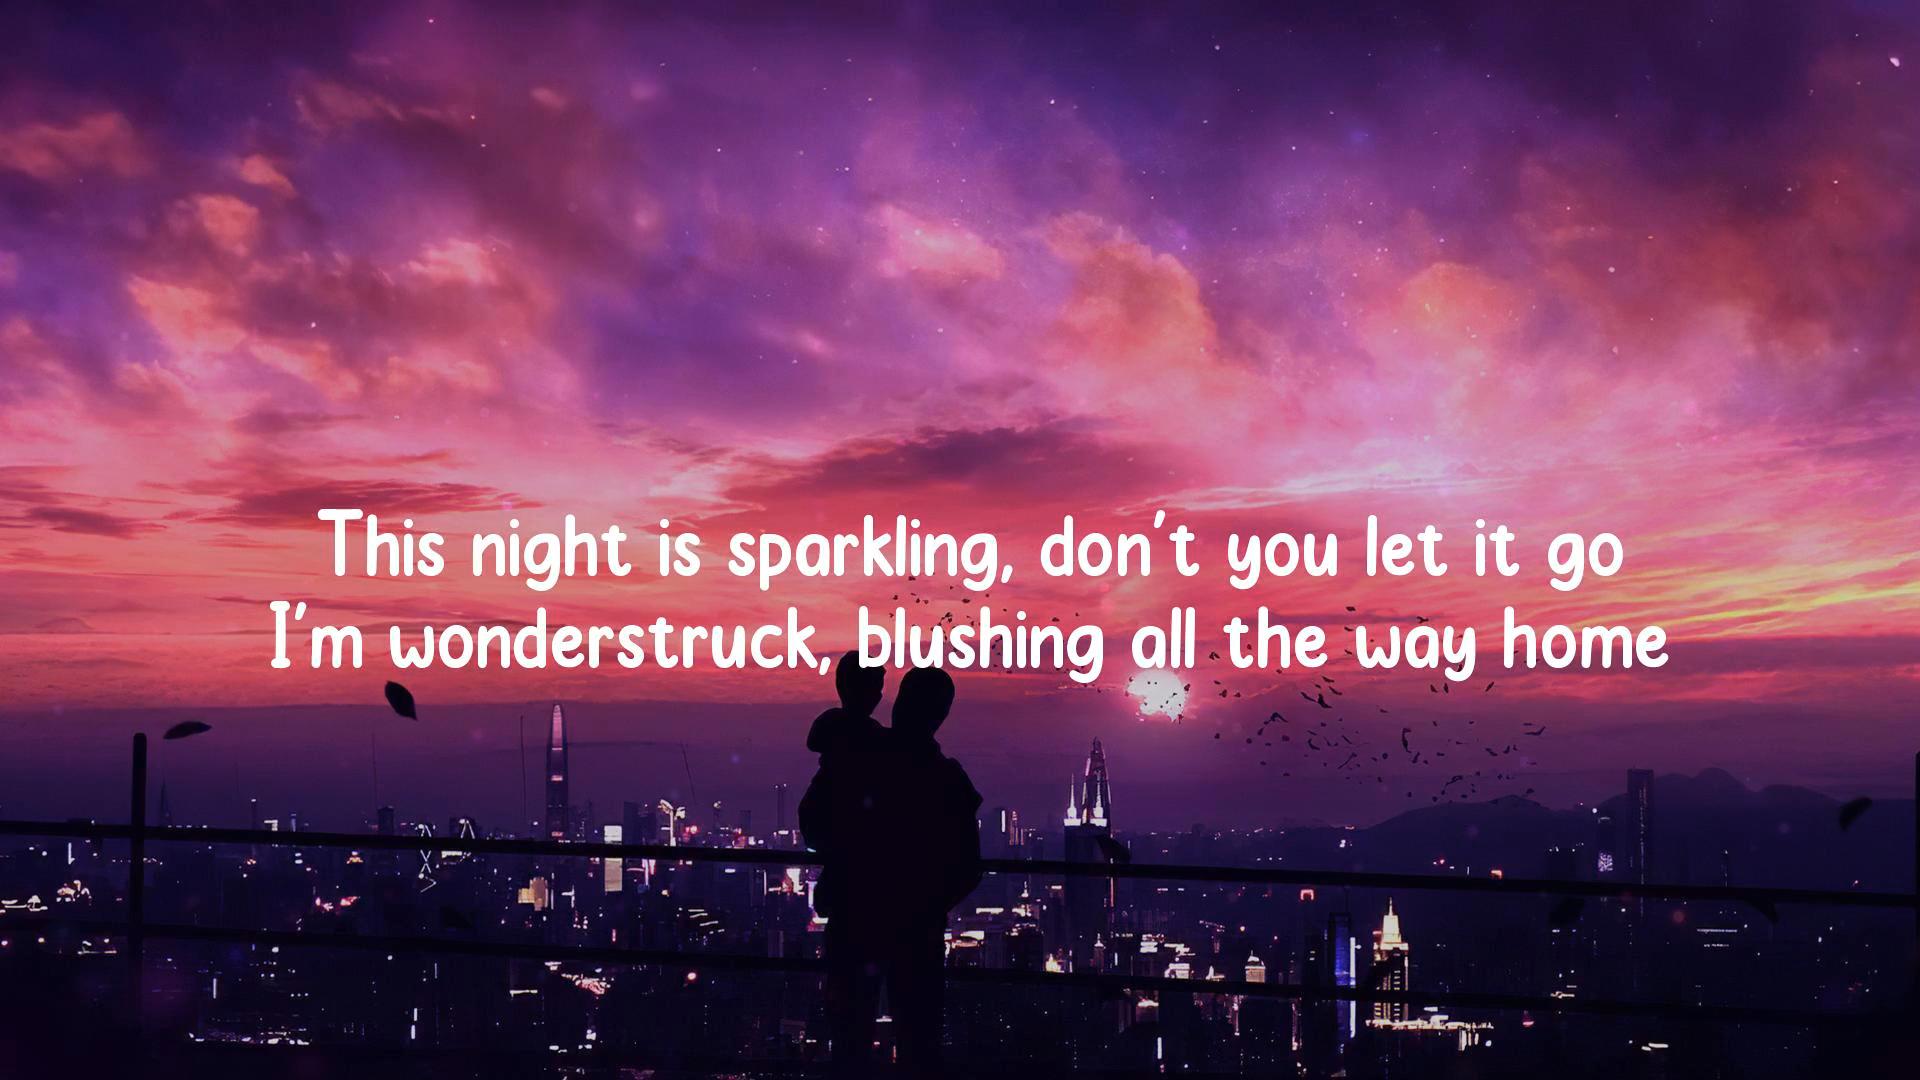 This night is sparkling, don't you let it go
I'm wonderstruck, blushing all the way home